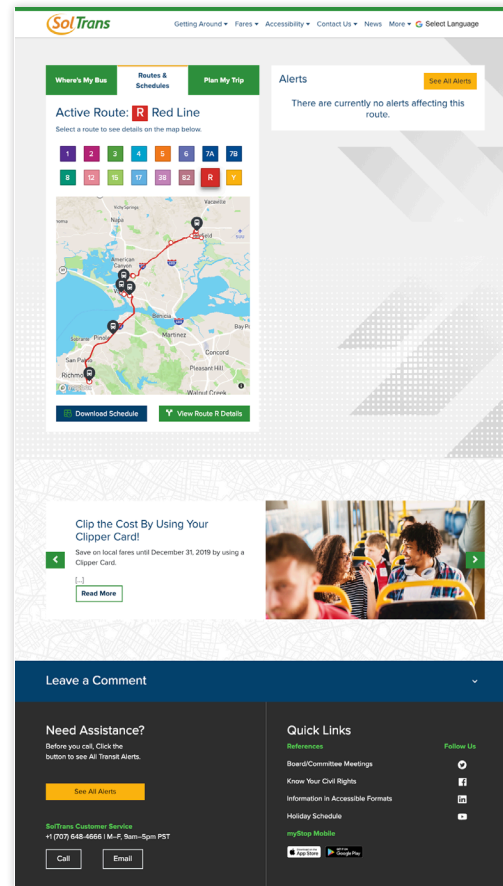 SolTrans
Getting Around Fares Accessibility Contact Us News More Select Language
Where's My Bus
Routes & Schedules
Plan My Trip
Active Route: R Red Line
Select a route to see details on the map below.
1 2 3 4 5 6 7A 7B
8 12 15 17 38 82 R Y
Vacaville
Vichy Springs
Napa
American
Canyon
Benicia
Bay Po
Pinole
Martinez
San Pablo
Concord
Richmo
Pleasant Hill
Walnut Creek
Download Schedule
View Route R Details
Alerts
See All Alerts
There are currently no alerts affecting this
route.
Clip the Cost By Using Your
Clipper Card!
Save on local fares until December 31, 2019 by using a
Clipper Card.
[...]
Read More
Leave a Comment
Need Assistance?
Before you call, Click the
button to see All Transit Alerts.
See All Alerts
SolTrans Customer Service
+1 (707) 648-4666 | M–F, 9am–5pm PST
Call
Email
Quick Links
References
Board/Committee Meetings
Know Your Civil Rights
Information in Accessible Formats
Holiday Schedule
myStop Mobile
App Store
Google Play
Follow Us